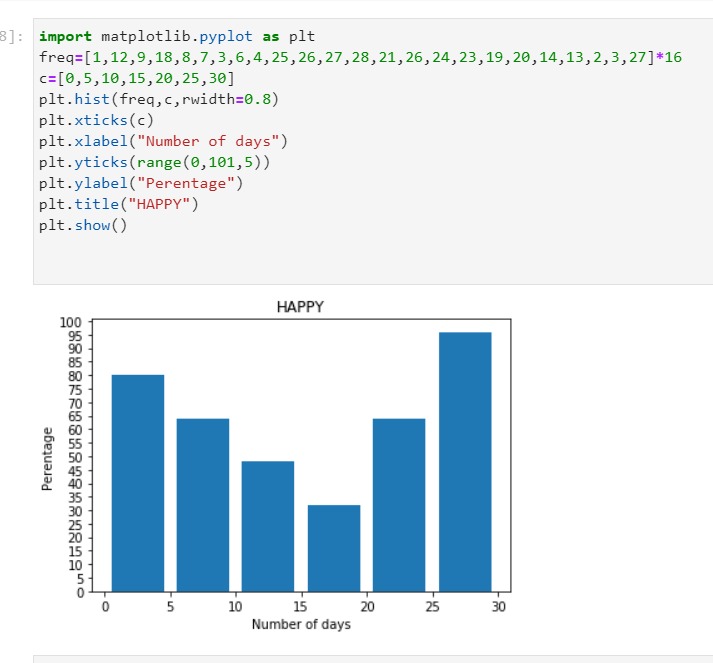 8]:
import matplotlib.pyplot as plt
freq=[1,12,9,18,8,7,3,6,4,25,26,27,28,21,26,24,23,19,20,14,13,2,3,27]*16
c=[0,5,10,15,20,25,30]
plt.hist(freq,c,rwidth=0.8)
plt.xticks(c)
plt.xlabel("Number of days")
plt.yticks(range(0,101,5))
plt.ylabel("Perentage")
plt.title("HAPPY")
plt.show()
HAPPY
100
95
90
85
80
75
70
65
60
55
50
45
40
35
30
25
20
15
10
5
0
Perentage
0 5 10 15 20 25 30
Number of days